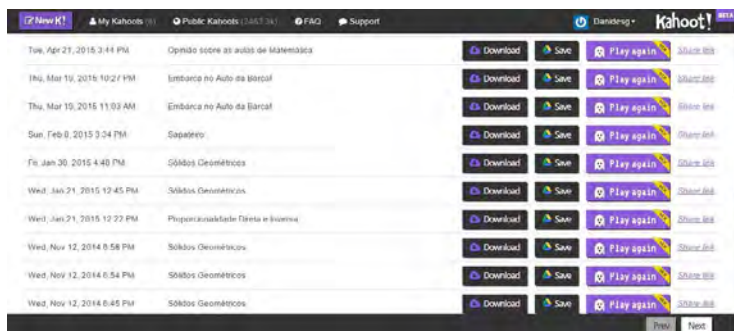 New K! My Kahoots Public Kahoots FAQ Support Danidesg Kahoot! BETA
Tue, Apr 21, 2015 3:44 PM Opinião sobre as aulas de Matemática Download Save Play again Share link
Thu, Mar 19, 2015 10:27 PM Embarca no Auto da Barca! Download Save Play again Share link
Thu, Mar 19, 2015 11:03 AM Embarca no Auto da Barca! Download Save Play again Share link
Sun, Feb 8, 2015 3:34 PM Sapateiro Download Save Play again Share link
Fri, Jan 30, 2015 4:40 PM Sólidos Geométricos Download Save Play again Share link
Wed, Jan 21, 2015 12:45 PM Sólidos Geométricos Download Save Play again Share link
Wed, Jan 21, 2015 12:22 PM Proporcionalidade Direta e Inversa Download Save Play again Share link
Wed, Nov 12, 2014 8:58 PM Sólidos Geométricos Download Save Play again Share link
Wed, Nov 12, 2014 8:54 PM Sólidos Geométricos Download Save Play again Share link
Wed, Nov 12, 2014 8:45 PM Sólidos Geométricos Download Save Play again Share link
Prev Next